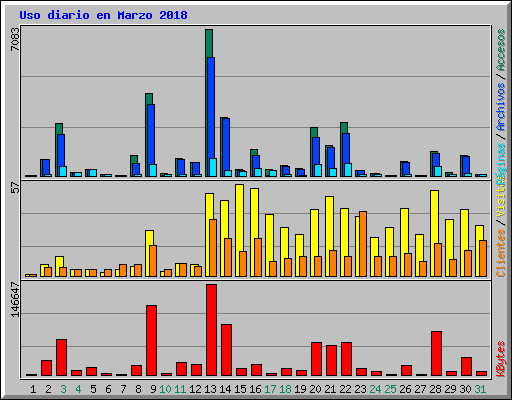 Uso diario en Marzo 2018
7083
Accesos
Archivos /
Páginas /
57
Visitas
Clientes /
146647
KBytes
1 2 3 4 5 6 7 8 9 10 11 12 13 14 15 16 17 18 19 20 21 22 23 24 25 26 27 28 29 30 31